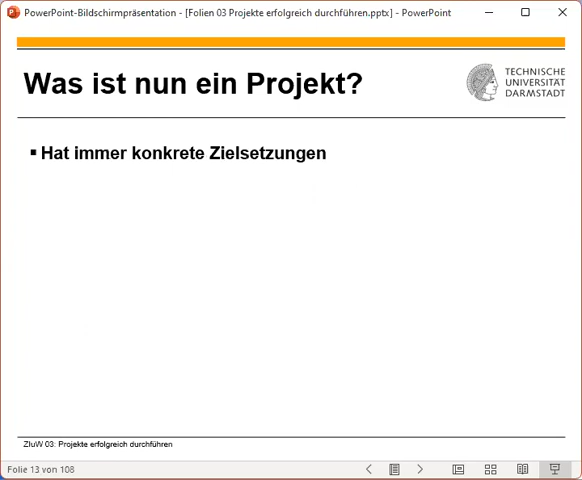 PowerPoint-Bildschirmpräsentation - [Folien 03 Projekte erfolgreich durchführen.pptx] - PowerPoint
Was ist nun ein Projekt?
TECHNISCHE
UNIVERSITÄT
DARMSTADT
▪ Hat immer konkrete Zielsetzungen
ZIuW 03: Projekte erfolgreich durchführen
Folie 13 von 108